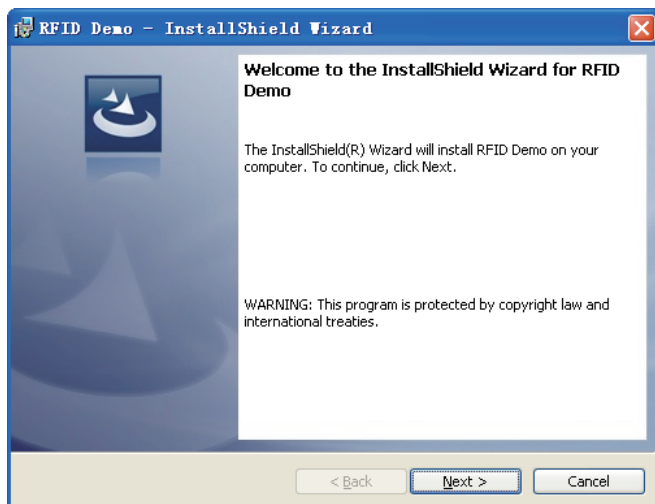 RFID Demo - InstallShield Wizard
Welcome to the InstallShield Wizard for RFID
Demo
The InstallShield(R) Wizard will install RFID Demo on your
computer. To continue, click Next.
WARNING: This program is protected by copyright law and
international treaties.
< Back
Next >
Cancel